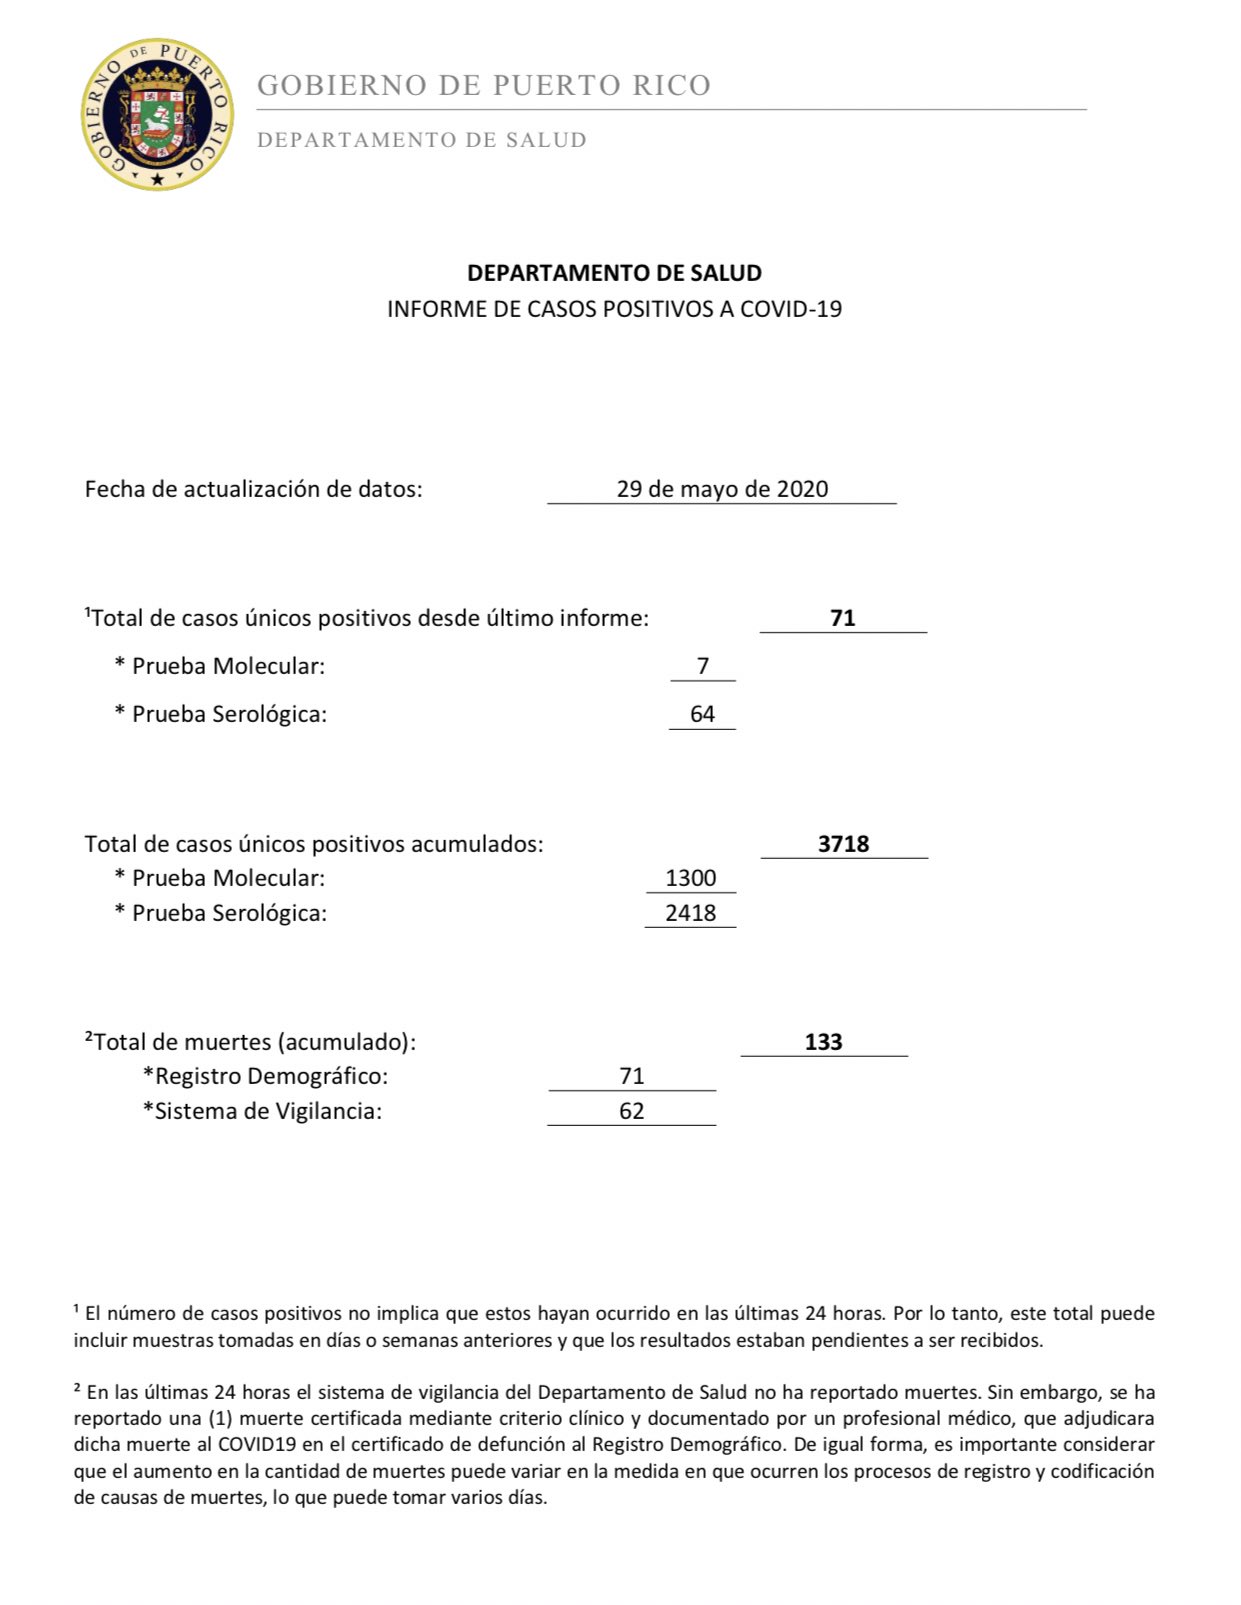 GOBIERNO DE PUERTO RICO
GOBIERNO DE PUERTO RICO
DEPARTAMENTO DE SALUD
DEPARTAMENTO DE SALUD
INFORME DE CASOS POSITIVOS A COVID-19
Fecha de actualización de datos: 29 de mayo de 2020
¹Total de casos únicos positivos desde último informe: 71
* Prueba Molecular: 7
* Prueba Serológica: 64
Total de casos únicos positivos acumulados: 3718
* Prueba Molecular: 1300
* Prueba Serológica: 2418
²Total de muertes (acumulado): 133
*Registro Demográfico: 71
*Sistema de Vigilancia: 62
¹ El número de casos positivos no implica que estos hayan ocurrido en las últimas 24 horas. Por lo tanto, este total puede
incluir muestras tomadas en días o semanas anteriores y que los resultados estaban pendientes a ser recibidos.
² En las últimas 24 horas el sistema de vigilancia del Departamento de Salud no ha reportado muertes. Sin embargo, se ha
reportado una (1) muerte certificada mediante criterio clínico y documentado por un profesional médico, que adjudicara
dicha muerte al COVID19 en el certificado de defunción al Registro Demográfico. De igual forma, es importante considerar
que el aumento en la cantidad de muertes puede variar en la medida en que ocurren los procesos de registro y codificación
de causas de muertes, lo que puede tomar varios días.